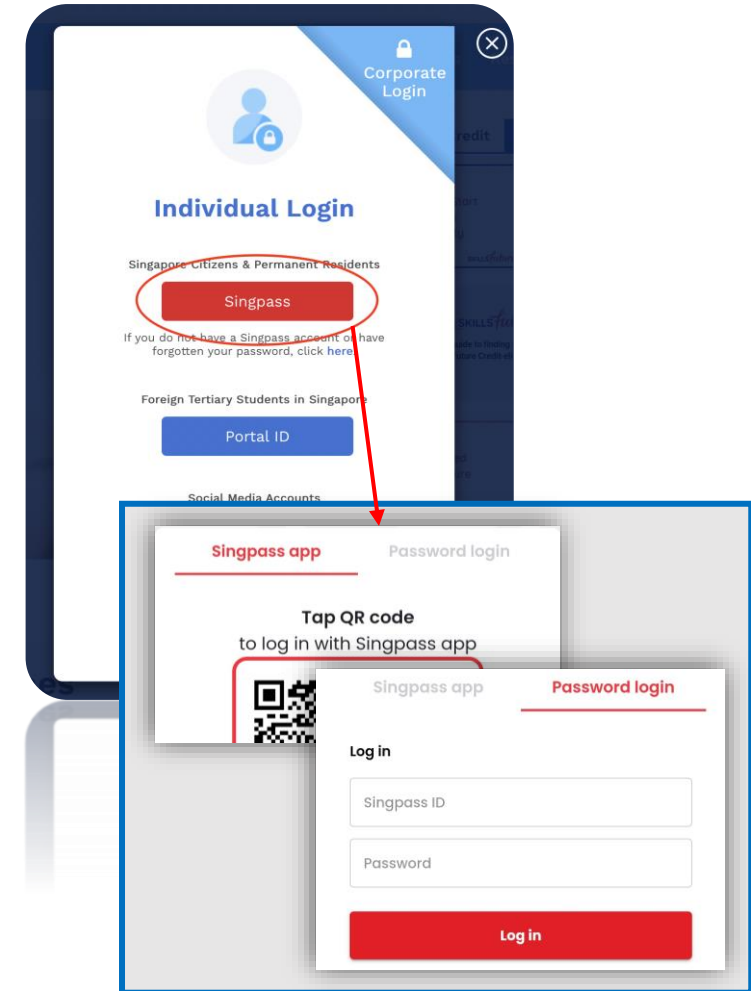 Corporate
Login
redit
Individual Login
Singapore Citizens & Permanent Residents
Singpass
If you do not have a Singpass account or have
forgotten your password, click here
Foreign Tertiary Students in Singapore
Portal ID
Social Media Accounts
es
Singpass app
Password login
Tap QR code
to log in with Singpass app
Singpass app
Password login
Log in
Singpass ID
Password
Log in